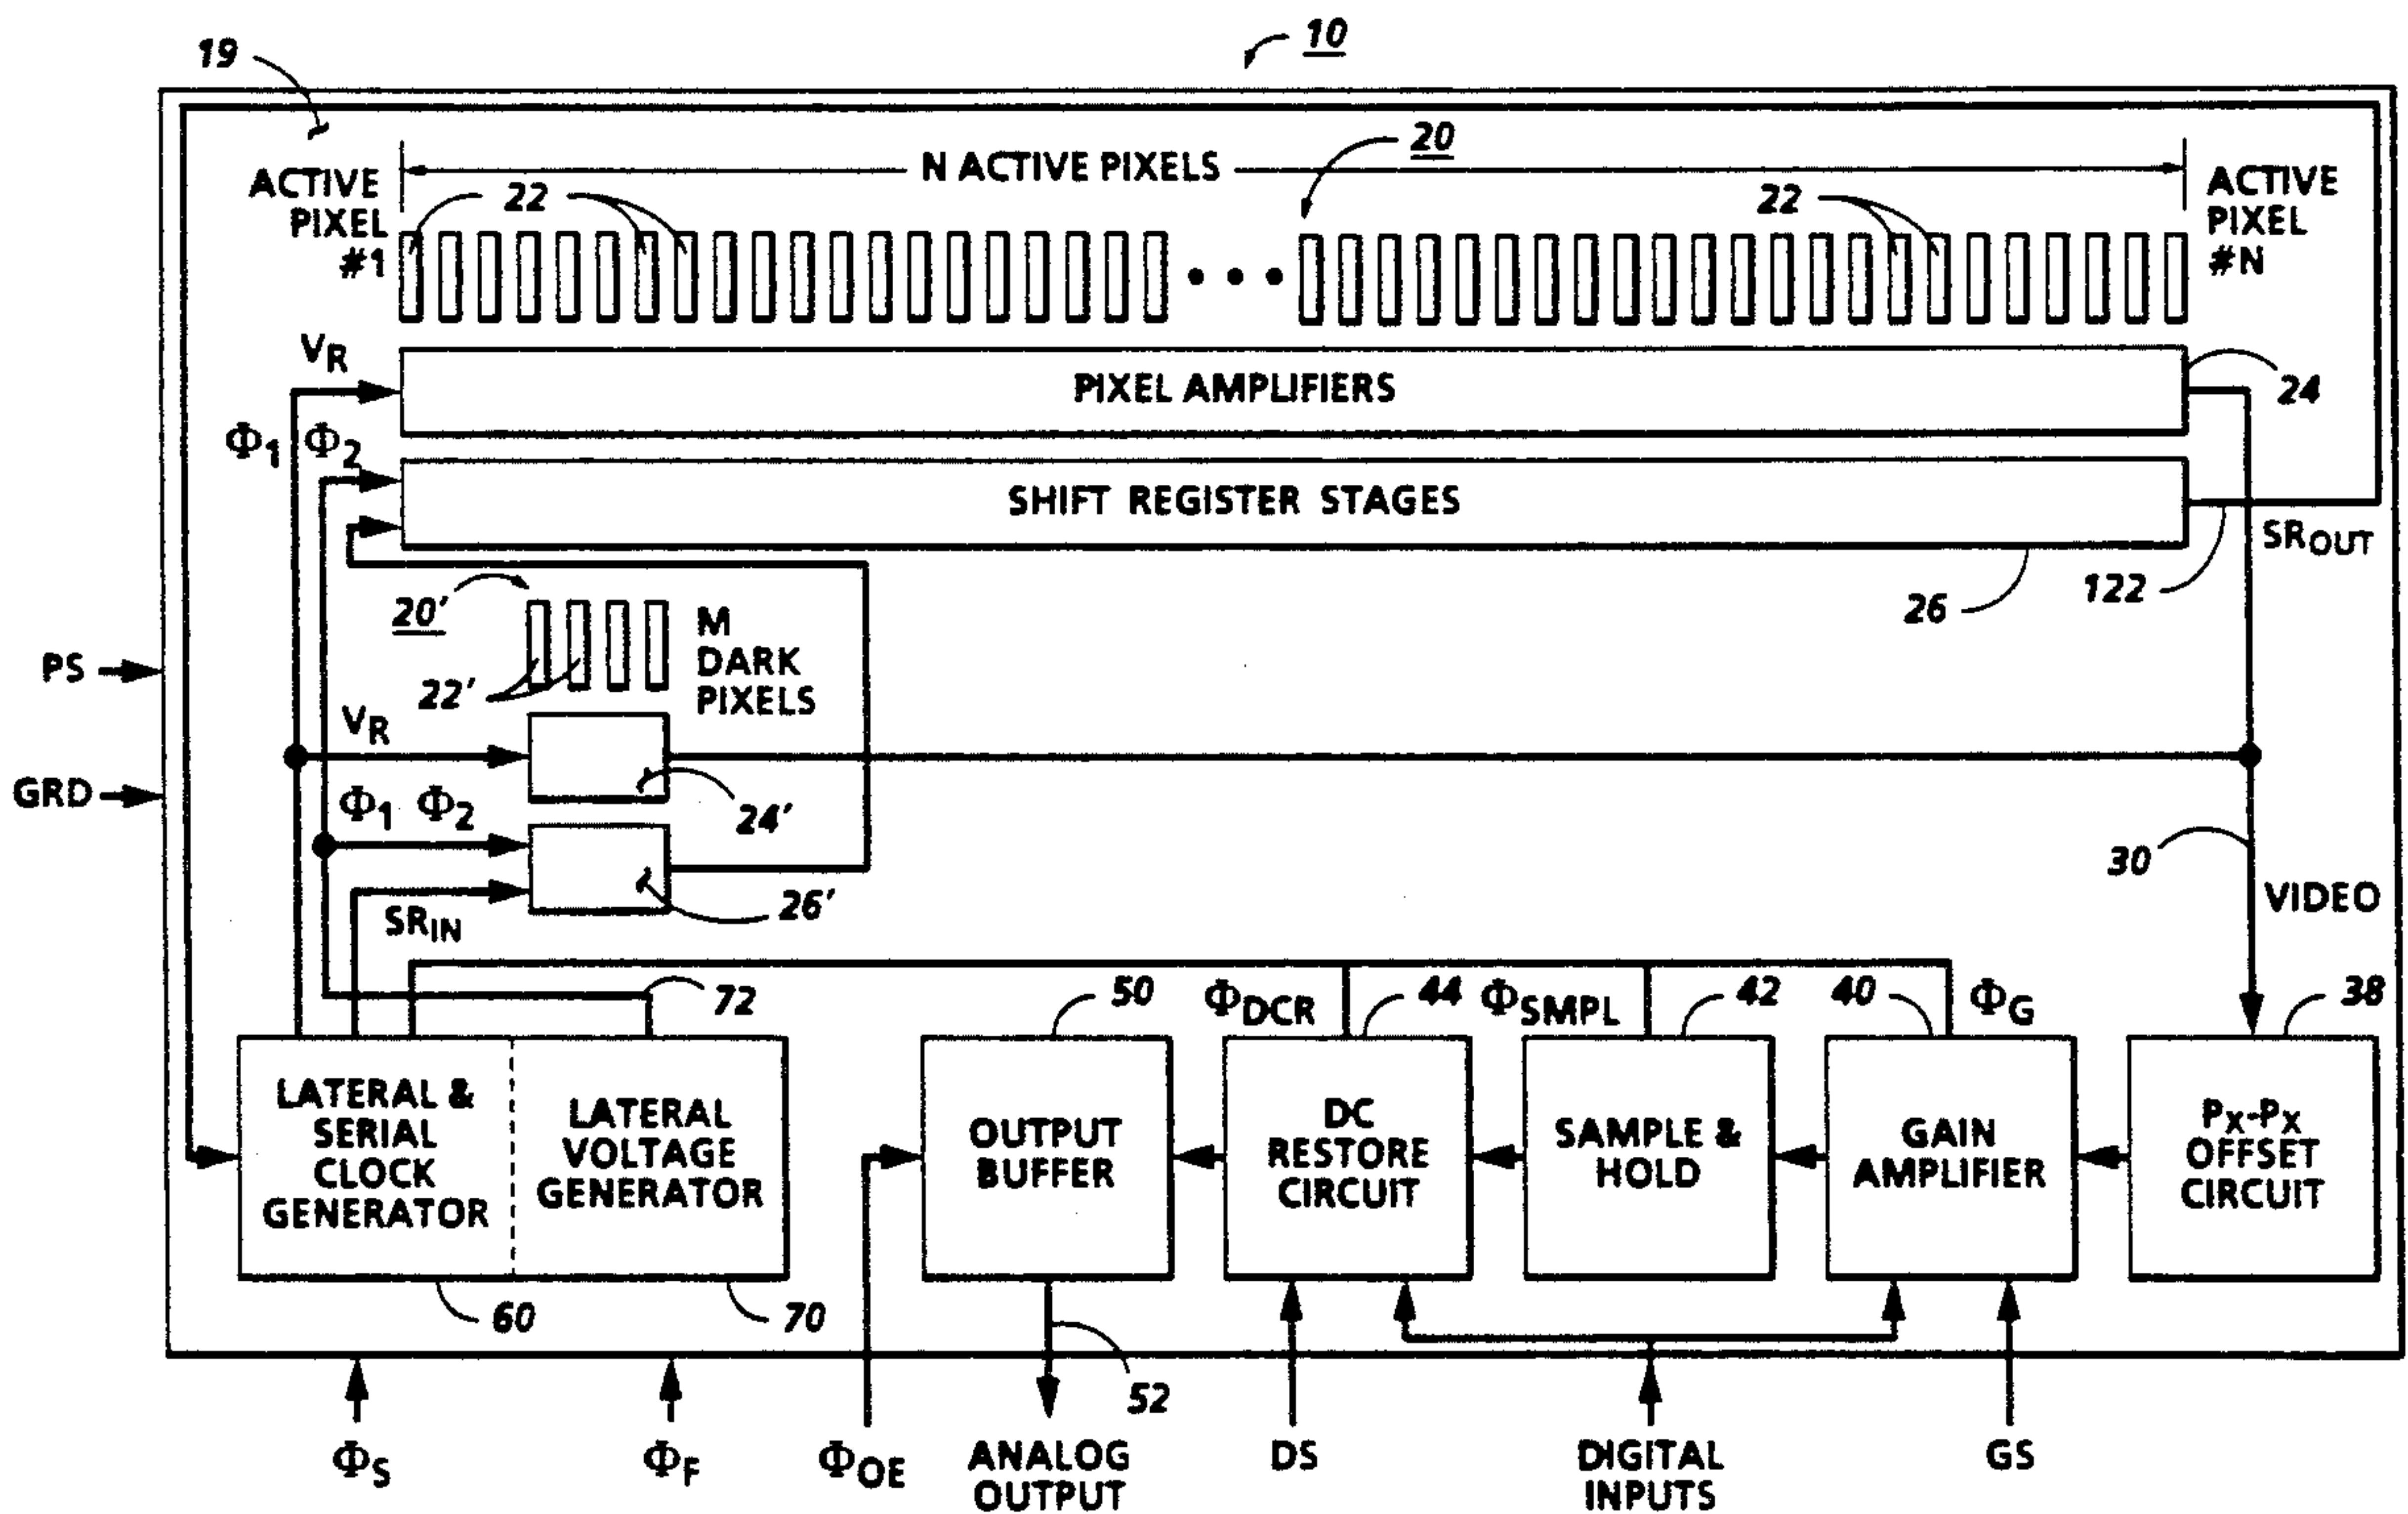 10
19
20
N ACTIVE PIXELS
ACTIVE
PIXEL
#1
22
22
ACTIVE
PIXEL
#N
VR
PIXEL AMPLIFIERS
24
Φ1 Φ2
SHIFT REGISTER STAGES
SROUT
122
26
20'
M
DARK
PIXELS
22'
PS
VR
GRD
24'
Φ1 Φ2
30
26'
VIDEO
SRIN
72
50
ΦDCR
44
ΦSMPL
42
40
ΦG
38
LATERAL &
SERIAL
CLOCK
GENERATOR
LATERAL
VOLTAGE
GENERATOR
OUTPUT
BUFFER
DC
RESTORE
CIRCUIT
SAMPLE &
HOLD
GAIN
AMPLIFIER
PX-PX
OFFSET
CIRCUIT
60
70
52
ΦS
ΦF
ΦOE
ANALOG
OUTPUT
DS
DIGITAL
INPUTS
GS